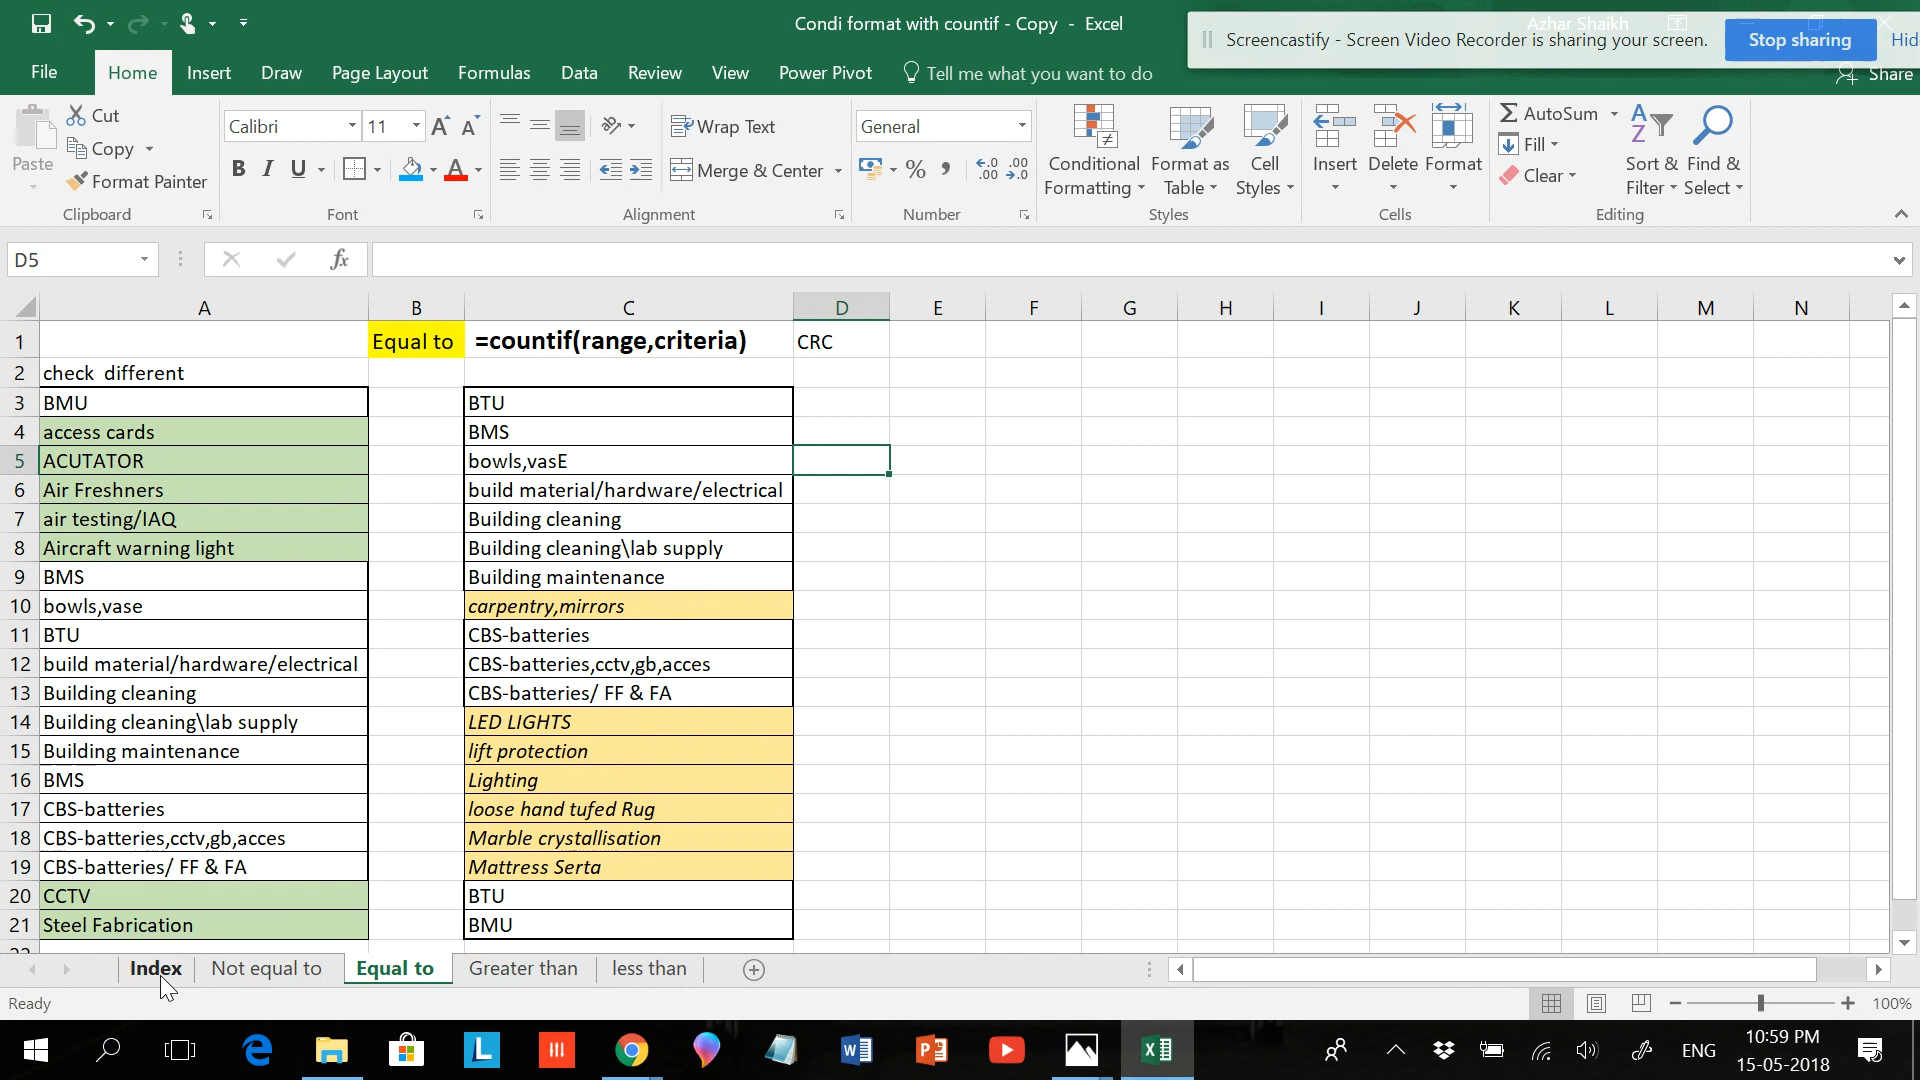 Condi format with countif - Copy - Excel
Azhar Shaikh
Screencastify - Screen Video Recorder is sharing your screen.
Stop sharing
Hid
File Home Insert Draw Page Layout Formulas Data Review View Power Pivot Tell me what you want to do Share
Paste
Cut
Copy
Format Painter
Clipboard
Calibri 11
B I U
Font
Wrap Text
Merge & Center
Alignment
General
Number
Conditional Formatting
Format as Table
Cell Styles
Styles
Insert Delete Format
Cells
AutoSum
Fill
Clear
Sort & Filter
Find & Select
Editing
D5 fx
A B C D E F G H I J K L M N
1 Equal to =countif(range,criteria) CRC
2 check different
3 BMU BTU
4 access cards BMS
5 ACUTATOR bowls,vasE
6 Air Freshners build material/hardware/electrical
7 air testing/IAQ Building cleaning
8 Aircraft warning light Building cleaning\lab supply
9 BMS Building maintenance
10 bowls,vase carpentry,mirrors
11 BTU CBS-batteries
12 build material/hardware/electrical CBS-batteries,cctv,gb,acces
13 Building cleaning CBS-batteries/ FF & FA
14 Building cleaning\lab supply LED LIGHTS
15 Building maintenance lift protection
16 BMS Lighting
17 CBS-batteries loose hand tufed Rug
18 CBS-batteries,cctv,gb,acces Marble crystallisation
19 CBS-batteries/ FF & FA Mattress Serta
20 CCTV BTU
21 Steel Fabrication BMU
Index Not equal to Equal to Greater than less than
Ready
100%
ENG
10:59 PM
15-05-2018